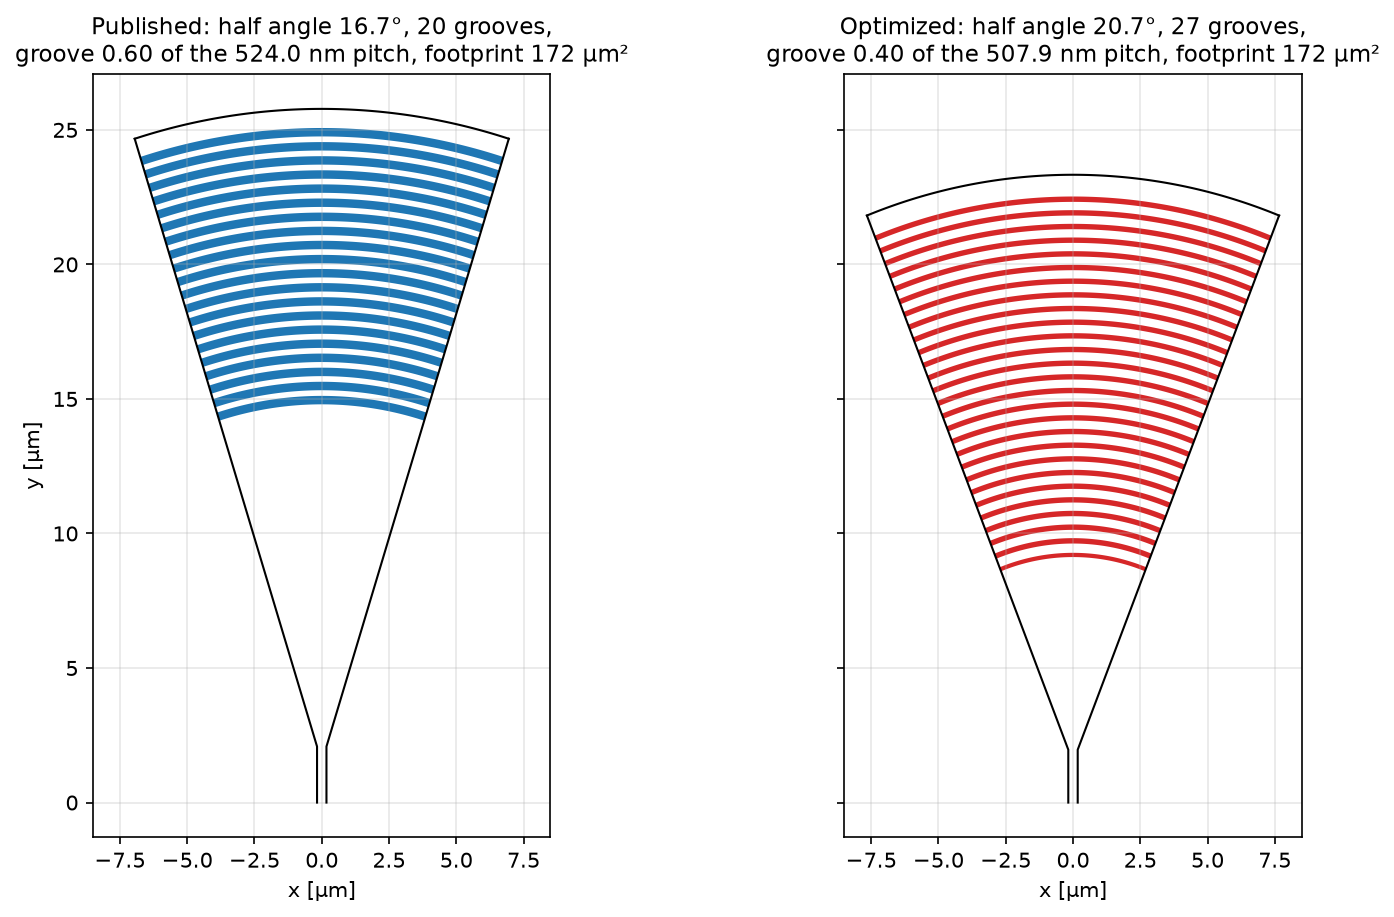 Published: half angle 16.7°, 20 grooves,
groove 0.60 of the 524.0 nm pitch, footprint 172 µm²
25
20
15
10
5
0
y [µm]
−7.5 −5.0 −2.5 0.0 2.5 5.0 7.5
x [µm]
Optimized: half angle 20.7°, 27 grooves,
groove 0.40 of the 507.9 nm pitch, footprint 172 µm²
−7.5 −5.0 −2.5 0.0 2.5 5.0 7.5
x [µm]